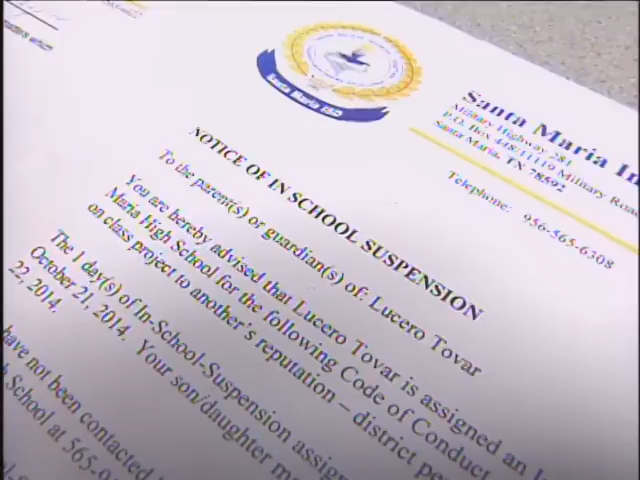 Santa Maria ISD
Santa Maria In
Military Highway 281
P.O. Box 448/11119 Military Road
Santa Maria, TX 78592
Telephone: 956-565-6308
NOTICE OF IN SCHOOL SUSPENSION
To the parent(s) or guardian(s) of: Lucero Tovar
You are hereby advised that Lucero Tovar is assigned an I
Maria High School for the following Code of Conduct
on class project to another's reputation – district pe
The 1 day(s) of In-School-Suspension assig
October 21, 2014. Your son/daughter m
22, 2014.
have not been contacted
School at 565-9